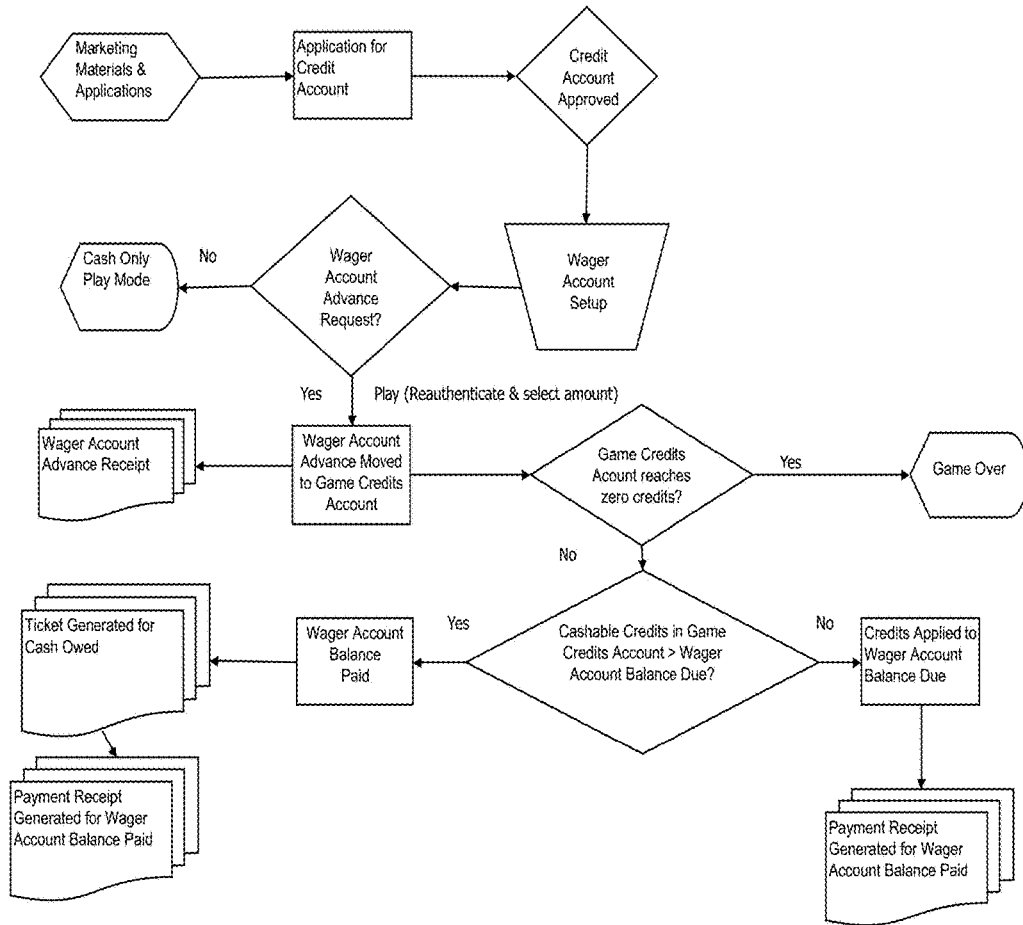 Marketing
Materials &
Applications
Application for
Credit
Account
Credit
Account
Approved
Cash Only
Play Mode
No
Wager
Account
Advance
Request?
Wager
Account
Setup
Yes
Play (Reauthenticate & select amount)
Wager Account
Advance Receipt
Wager Account
Advance Moved
to Game Credits
Account
Game Credits
Acount reaches
zero credits?
Yes
Game Over
No
Ticket Generated for
Cash Owed
Wager Account
Balance
Paid
Yes
Cashable Credits in Game
Credits Account > Wager
Account Balance Due?
No
Credits Applied to
Wager Account
Balance Due
Payment Receipt
Generated for Wager
Account Balance Paid
Payment Receipt
Generated for Wager
Account Balance Paid